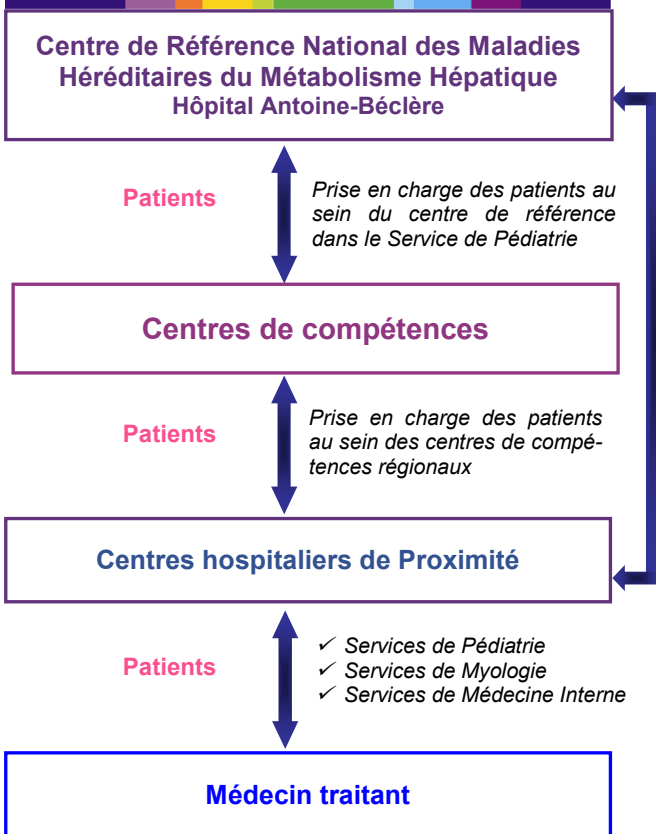 Centre de Référence National des Maladies
Héréditaires du Métabolisme Hépatique
Hôpital Antoine-Béclère
Patients
Prise en charge des patients au
sein du centre de référence
dans le Service de Pédiatrie
Centres de compétences
Patients
Prise en charge des patients
au sein des centres de compé-
tences régionaux
Centres hospitaliers de Proximité
Patients
✓ Services de Pédiatrie
✓ Services de Myologie
✓ Services de Médecine Interne
Médecin traitant